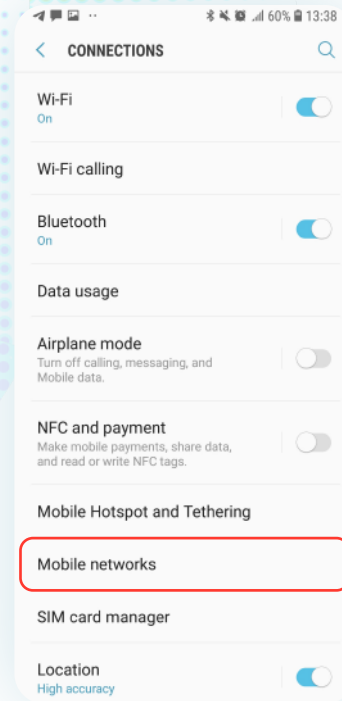 60% 13:38
CONNECTIONS
Wi-Fi
On
Wi-Fi calling
Bluetooth
On
Data usage
Airplane mode
Turn off calling, messaging, and
Mobile data.
NFC and payment
Make mobile payments, share data,
and read or write NFC tags.
Mobile Hotspot and Tethering
Mobile networks
SIM card manager
Location
High accuracy